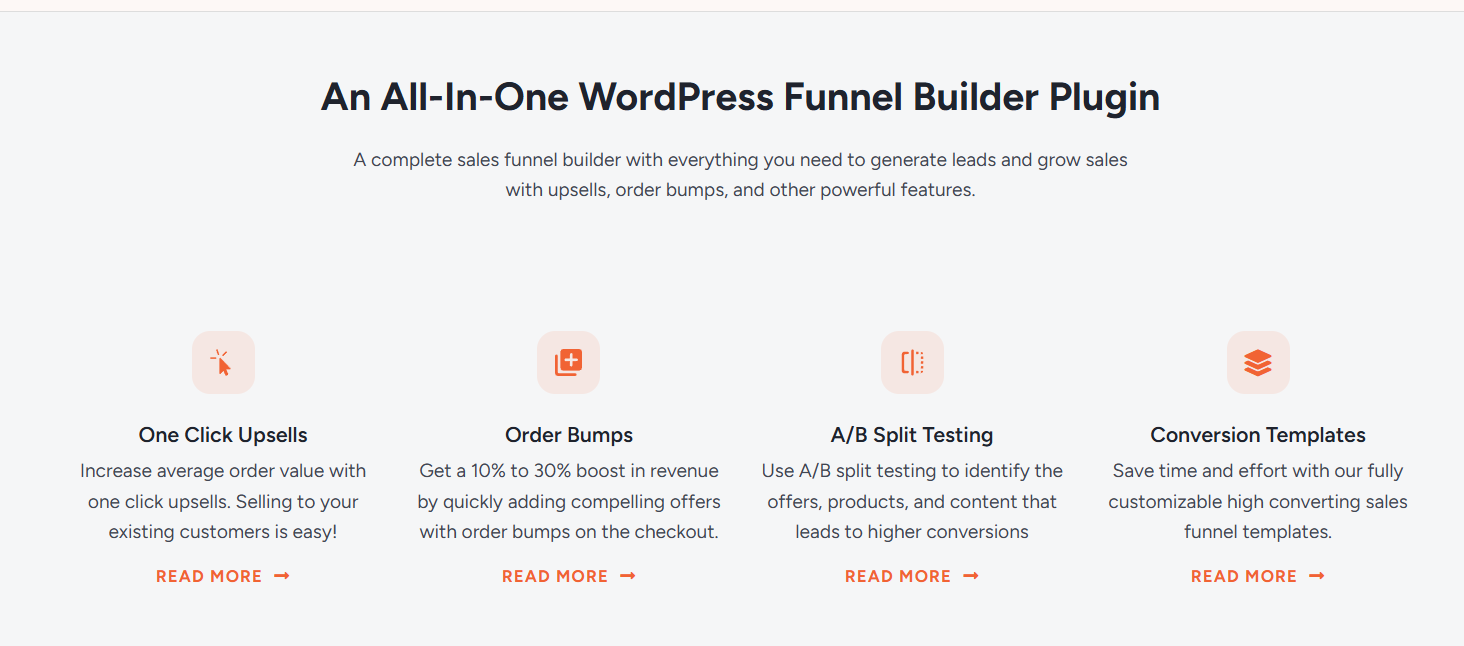 An All-In-One WordPress Funnel Builder Plugin
A complete sales funnel builder with everything you need to generate leads and grow sales
with upsells, order bumps, and other powerful features.
One Click Upsells
Increase average order value with
one click upsells. Selling to your
existing customers is easy!
READ MORE
Order Bumps
Get a 10% to 30% boost in revenue
by quickly adding compelling offers
with order bumps on the checkout.
READ MORE
A/B Split Testing
Use A/B split testing to identify the
offers, products, and content that
leads to higher conversions
READ MORE
Conversion Templates
Save time and effort with our fully
customizable high converting sales
funnel templates.
READ MORE